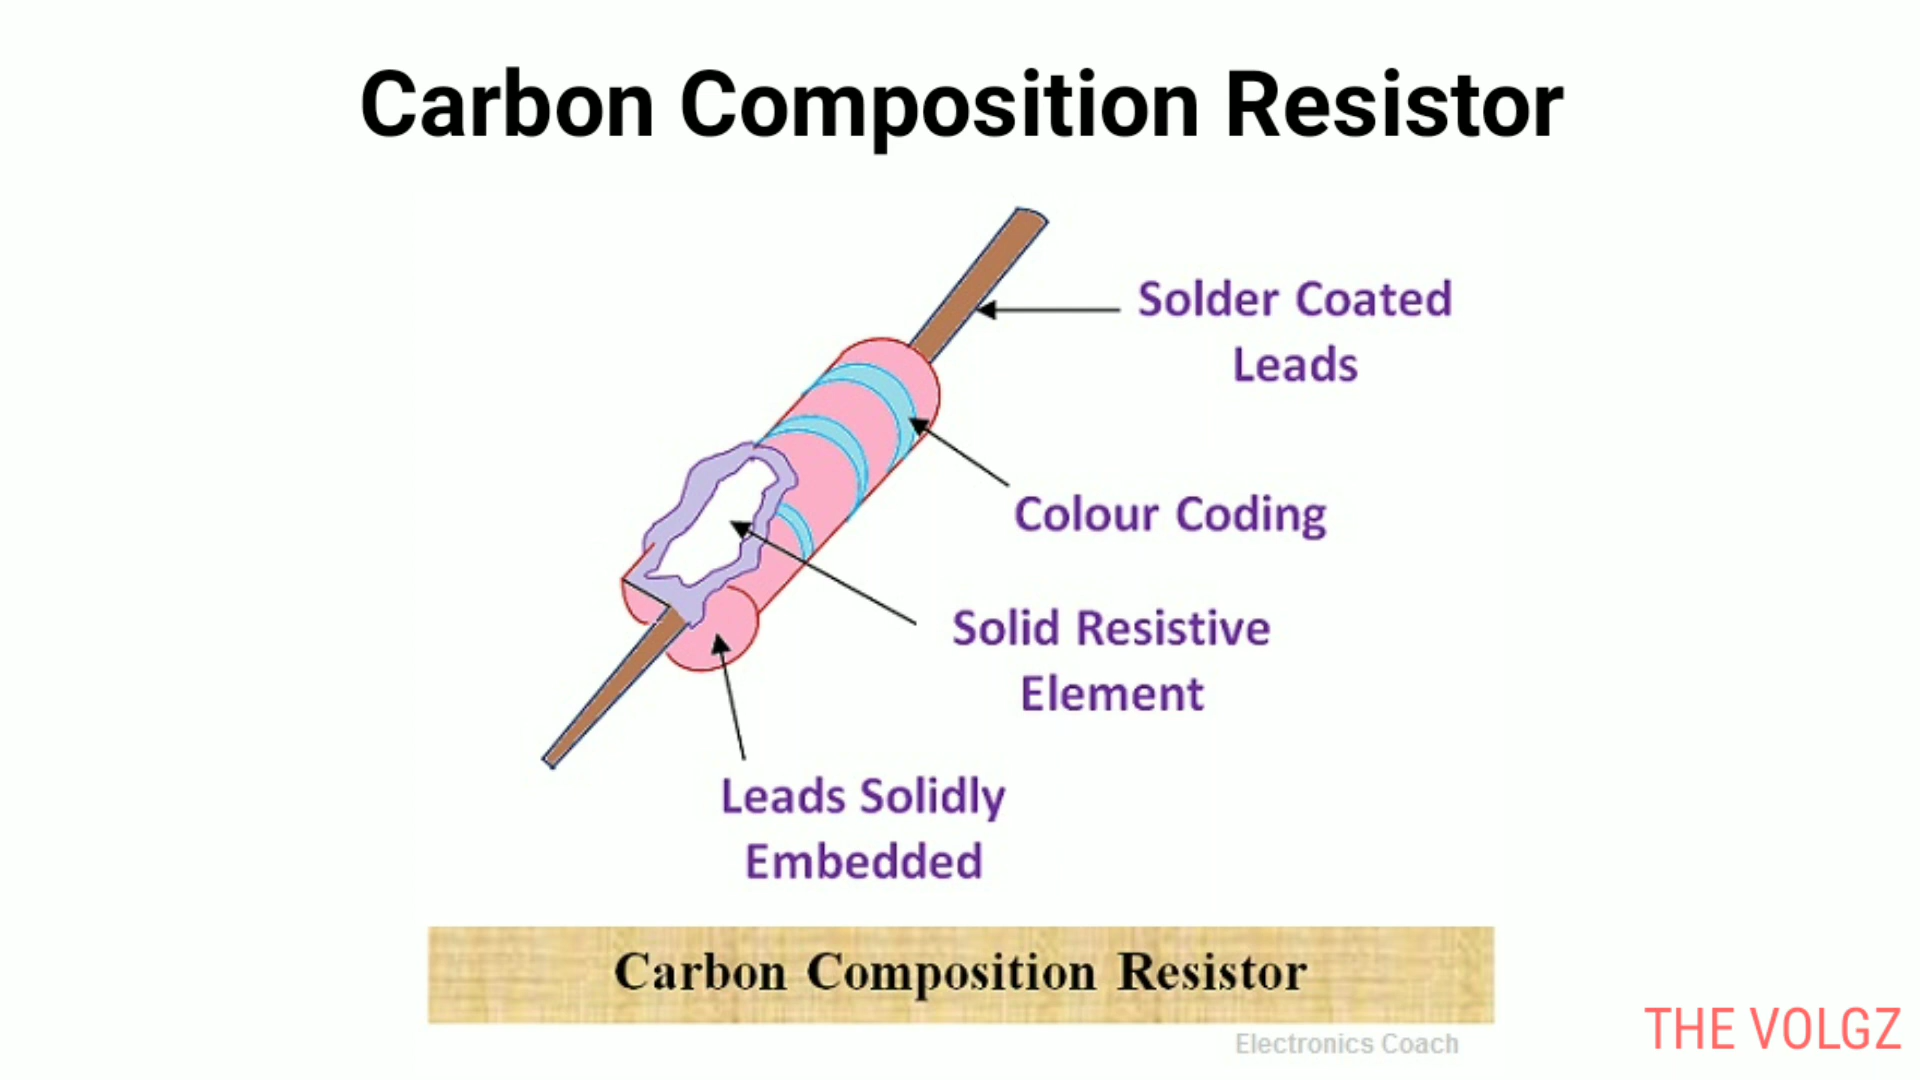 Carbon Composition Resistor
Solder Coated
Leads
Colour Coding
Solid Resistive
Element
Leads Solidly
Embedded
Carbon Composition Resistor
Electronics Coach
THE VOLGZ